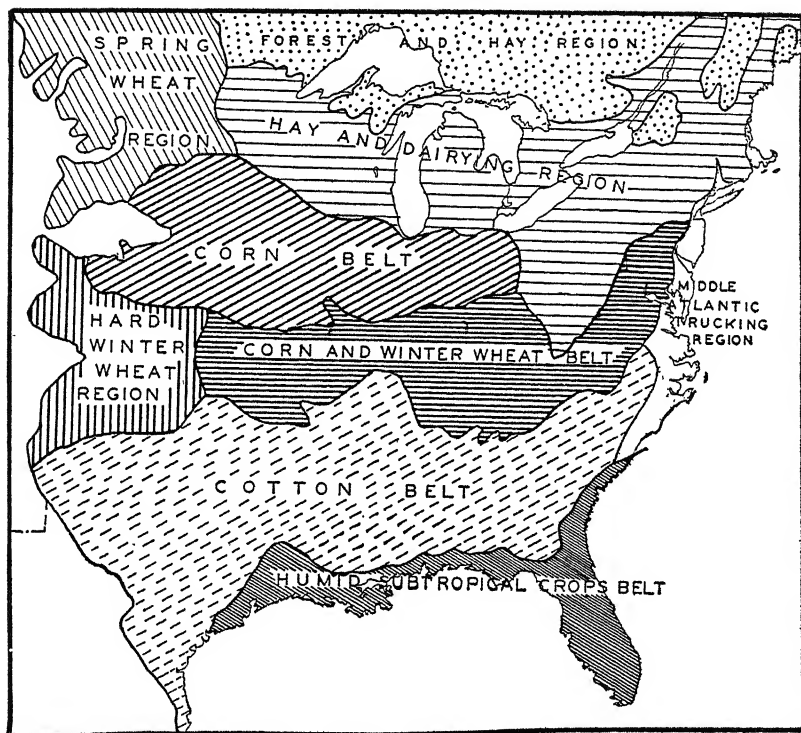 SPRING
WHEAT
REGION
FOREST AND HAY REGION
HAY AND DAIRYING REGION
CORN BELT
HARD
WINTER
WHEAT
REGION
CORN AND WINTER WHEAT BELT
MIDDLE
ATLANTIC
TRUCKING
REGION
COTTON BELT
HUMID SUBTROPICAL CROPS BELT